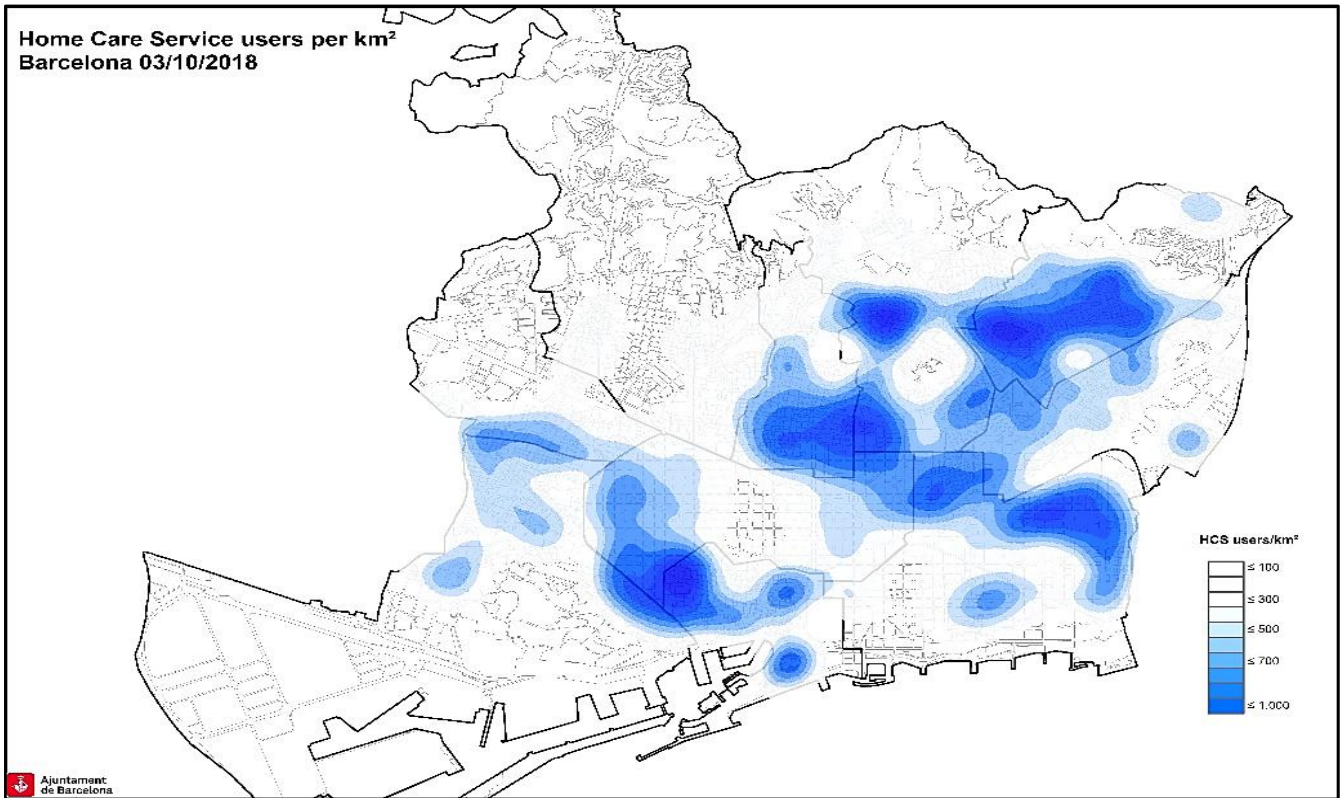 Home Care Service users per km²
Barcelona 03/10/2018
HCS users/km²
≤ 100
≤ 300
≤ 500
≤ 700
≤ 1.000
Ajuntament
de Barcelona